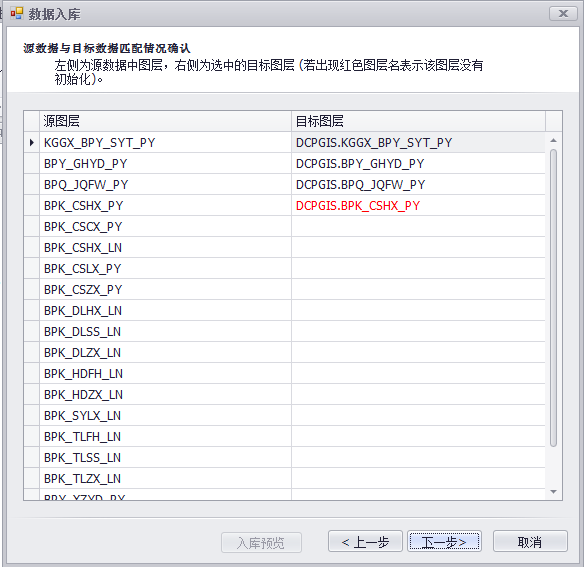 数据入库
源数据与目标数据匹配情况确认
左侧为源数据中图层，右侧为选中的目标图层 (若出现红色图层名表示该图层没有
初始化)。
源图层 目标图层
KGGX_BPY_SYT_PY DCPGIS.KGGX_BPY_SYT_PY
BPY_GHYD_PY DCPGIS.BPY_GHYD_PY
BPQ_JQFW_PY DCPGIS.BPQ_JQFW_PY
BPK_CSHX_PY DCPGIS.BPK_CSHX_PY
BPK_CSCX_PY
BPK_CSHX_LN
BPK_CSLX_PY
BPK_CSZX_PY
BPK_DLHX_LN
BPK_DLSS_LN
BPK_DLZX_LN
BPK_HDFH_LN
BPK_HDZX_LN
BPK_SYLX_LN
BPK_TLFH_LN
BPK_TLSS_LN
BPK_TLZX_LN
BPY_XZYD_PY
入库预览 < 上一步 下一步> 取消